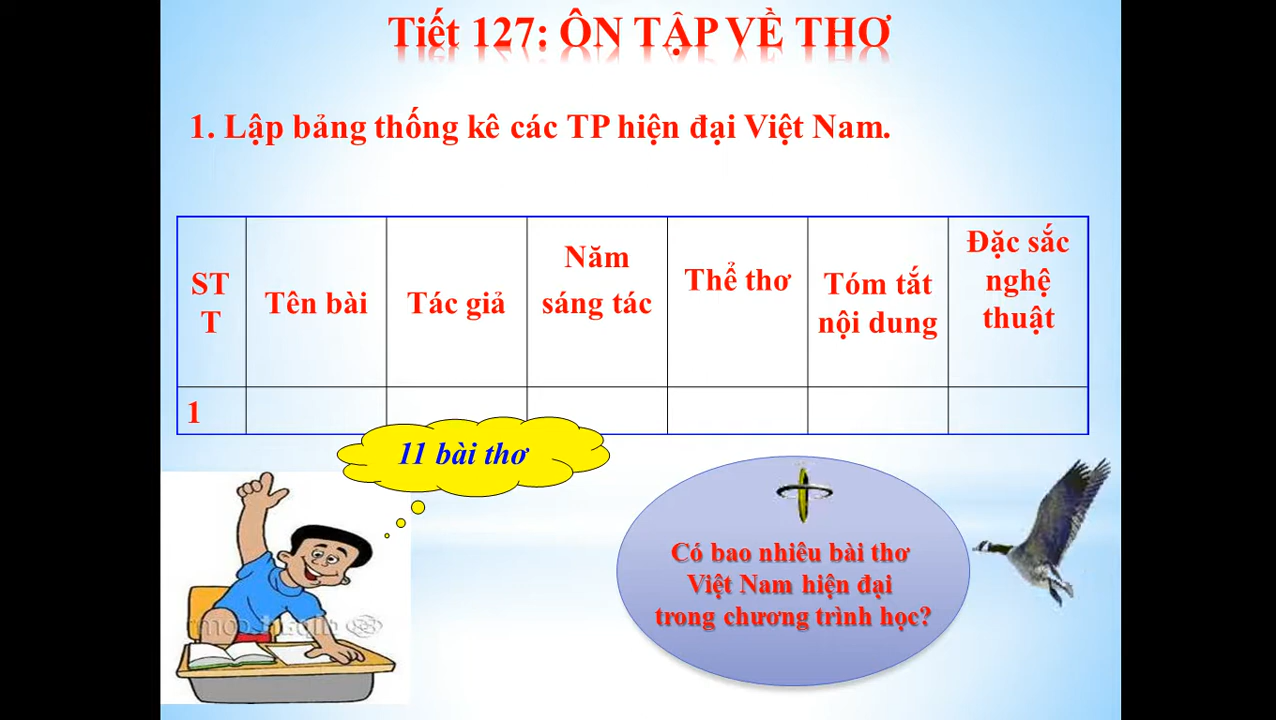 Tiết 127: ÔN TẬP VỀ THƠ
1. Lập bảng thống kê các TP hiện đại Việt Nam.
ST
T
Tên bài
Tác giả
Năm
sáng tác
Thể thơ
Tóm tắt
nội dung
Đặc sắc
nghệ
thuật
1
11 bài thơ
Có bao nhiêu bài thơ
Việt Nam hiện đại
trong chương trình học?